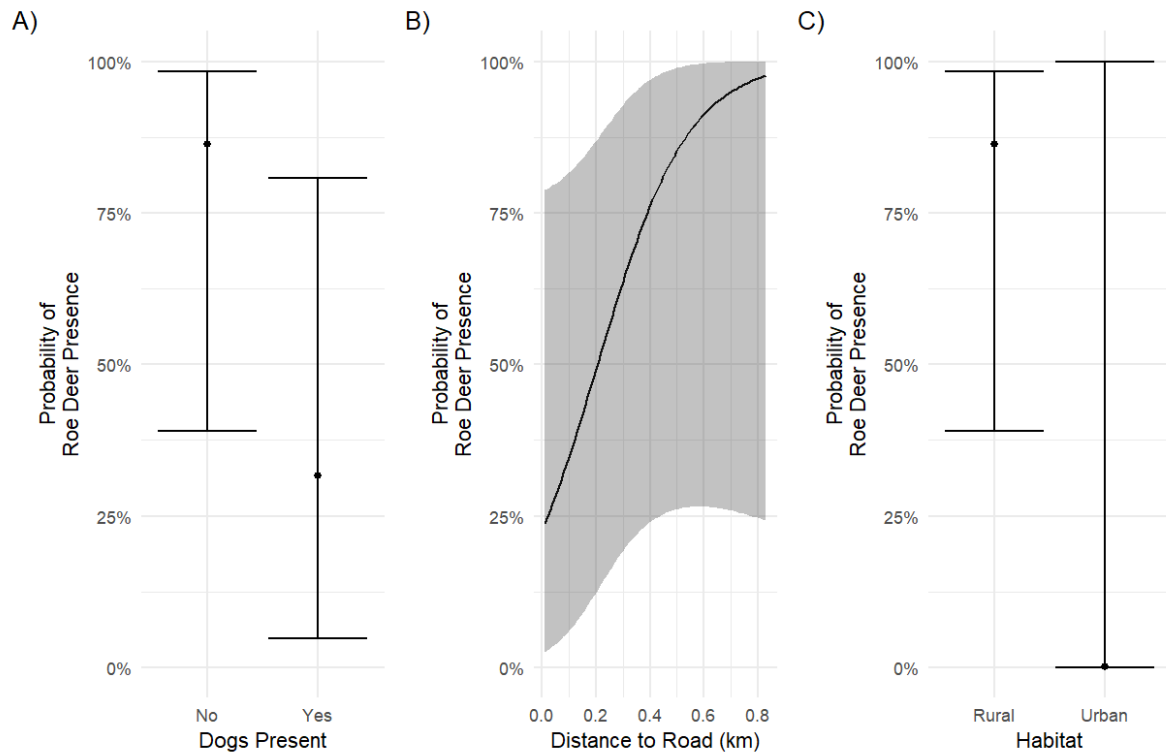 A)
Probability of
Roe Deer Presence
100%
75%
50%
25%
0%
No Yes
Dogs Present
B)
Probability of
Roe Deer Presence
100%
75%
50%
25%
0%
0.0 0.2 0.4 0.6 0.8
Distance to Road (km)
C)
Probability of
Roe Deer Presence
100%
75%
50%
25%
0%
Rural Urban
Habitat